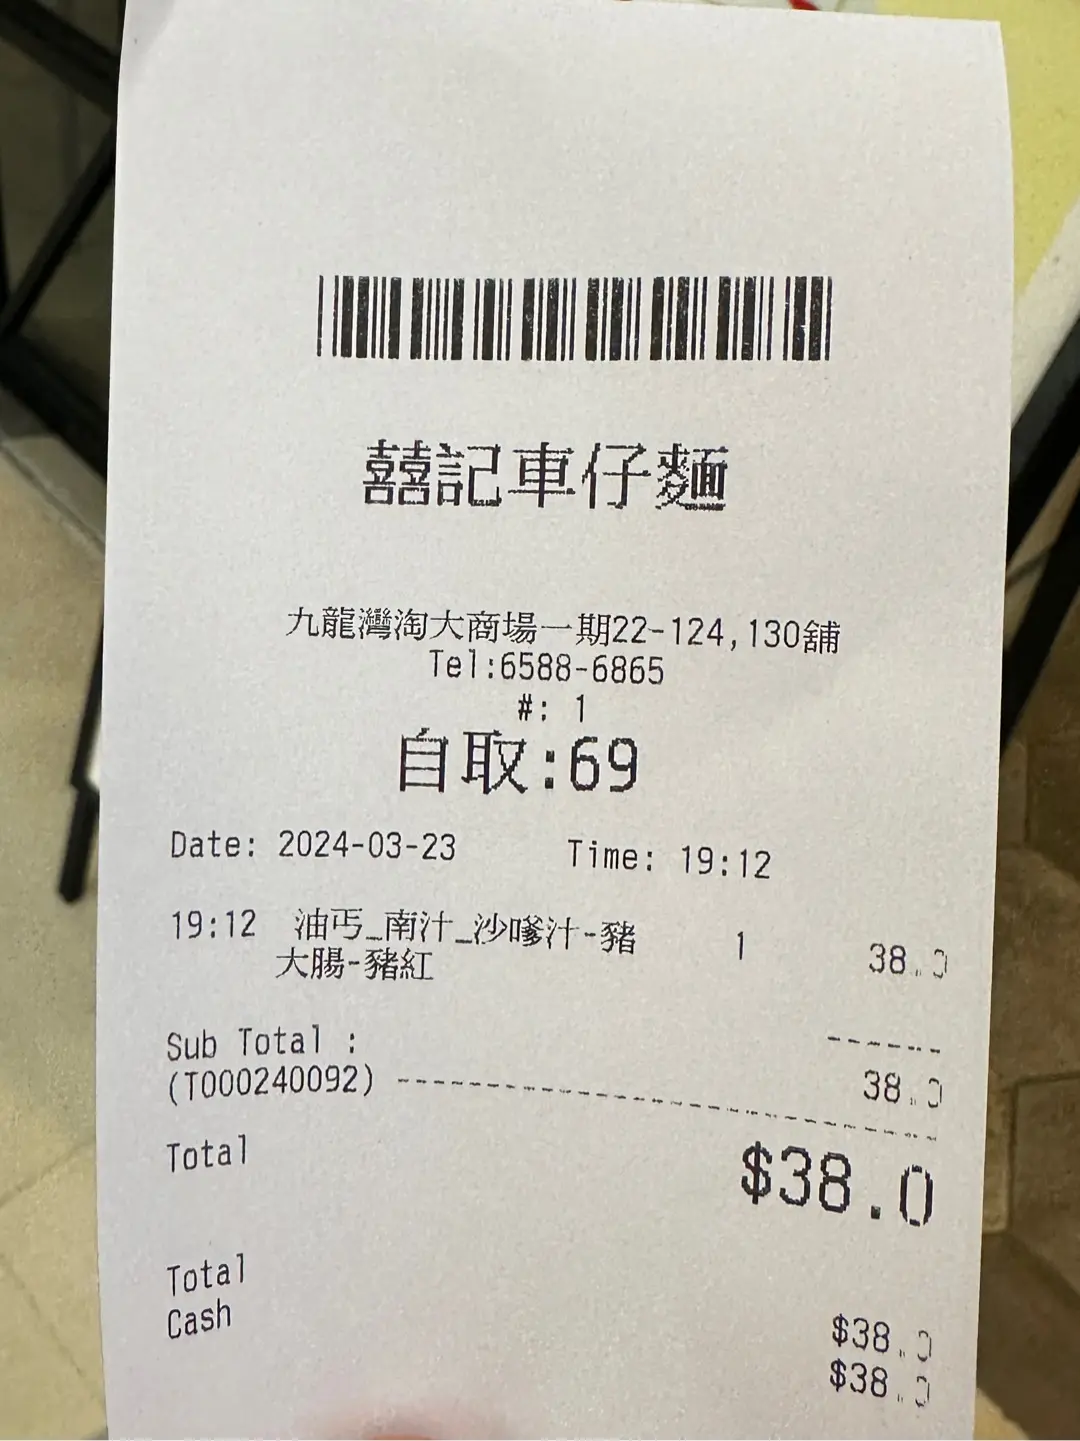 囍記車仔麵
九龍灣淘大商場一期22-124,130舖
Tel:6588-6865
#: 1
自取:69
Date: 2024-03-23 Time: 19:12
19:12 油丐_南汁_沙嗲汁-豬 1 38.0
大腸-豬紅
Sub Total :
(T000240092) 38.0
Total $38.0
Total $38.0
Cash $38.0